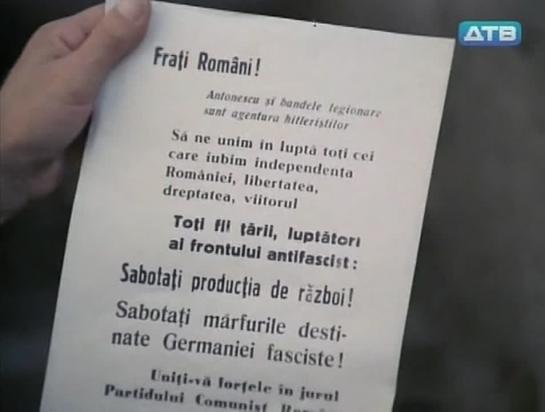 ДТВ
Frați Români!
Antonescu și bandele legionare
sunt agentura hitleriștilor
Să ne unim în luptă toți cei
care iubim independenta
României, libertatea,
dreptatea, viitorul
Toți fii țării, luptători
ai frontului antifascist:
Sabotați producția de război!
Sabotați mărfurile desti-
nate Germaniei fasciste!
Uniți-vă forțele în jurul
Partidului Comunist